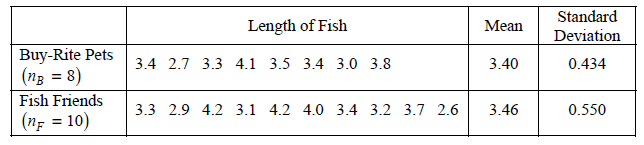 Length of Fish Mean Standard Deviation
Buy-Rite Pets
(n_B = 8) 3.4 2.7 3.3 4.1 3.5 3.4 3.0 3.8 3.40 0.434
Fish Friends
(n_F = 10) 3.3 2.9 4.2 3.1 4.2 4.0 3.4 3.2 3.7 2.6 3.46 0.550